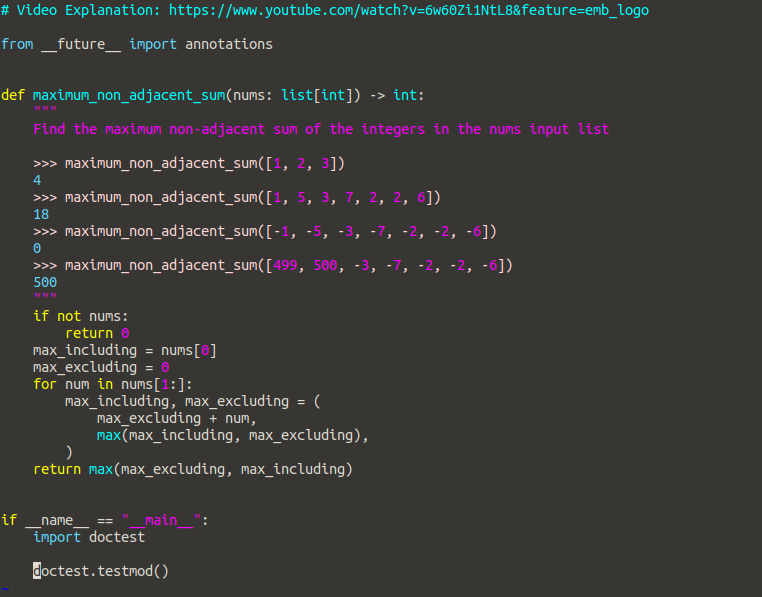 # Video Explanation: https://www.youtube.com/watch?v=6w60Zi1NtL8&feature=emb_logo

from __future__ import annotations


def maximum_non_adjacent_sum(nums: list[int]) -> int:
    """
    Find the maximum non-adjacent sum of the integers in the nums input list

    >>> maximum_non_adjacent_sum([1, 2, 3])
    4
    >>> maximum_non_adjacent_sum([1, 5, 3, 7, 2, 2, 6])
    18
    >>> maximum_non_adjacent_sum([-1, -5, -3, -7, -2, -2, -6])
    0
    >>> maximum_non_adjacent_sum([499, 500, -3, -7, -2, -2, -6])
    500
    """
    if not nums:
        return 0
    max_including = nums[0]
    max_excluding = 0
    for num in nums[1:]:
        max_including, max_excluding = (
            max_excluding + num,
            max(max_including, max_excluding),
        )
    return max(max_excluding, max_including)


if __name__ == "__main__":
    import doctest

    doctest.testmod()
~